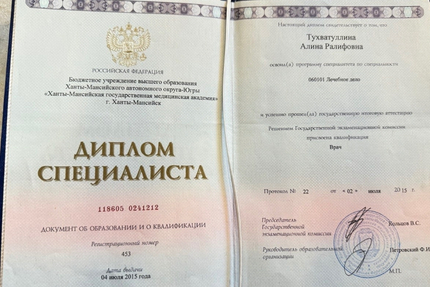 РОССИЙСКАЯ ФЕДЕРАЦИЯ
Бюджетное учреждение высшего образования
Ханты-Мансийского автономного округа-Югры
«Ханты-Мансийская государственная медицинская академия»
г. Ханты-Мансийск
ДИПЛОМ
СПЕЦИАЛИСТА
118605 0241212
ДОКУМЕНТ ОБ ОБРАЗОВАНИИ И О КВАЛИФИКАЦИИ
Регистрационный номер
453
Дата выдачи
04 июля 2015 года
Настоящий диплом свидетельствует о том, что
Тухватуллина
Алина Ралифовна
освоил(а) программу специалитета по специальности
060101 Лечебное дело
и успешно прошёл(ла) государственную итоговую аттестацию
Решением Государственной экзаменационной комиссии
присвоена квалификация
Врач
Протокол № 22 от « 02 » июля 2015 г.
Председатель
Государственной
экзаменационной комиссии
Кольцов В.С.
Руководитель образовательной
организации
Петровский Ф.И.
М.П.